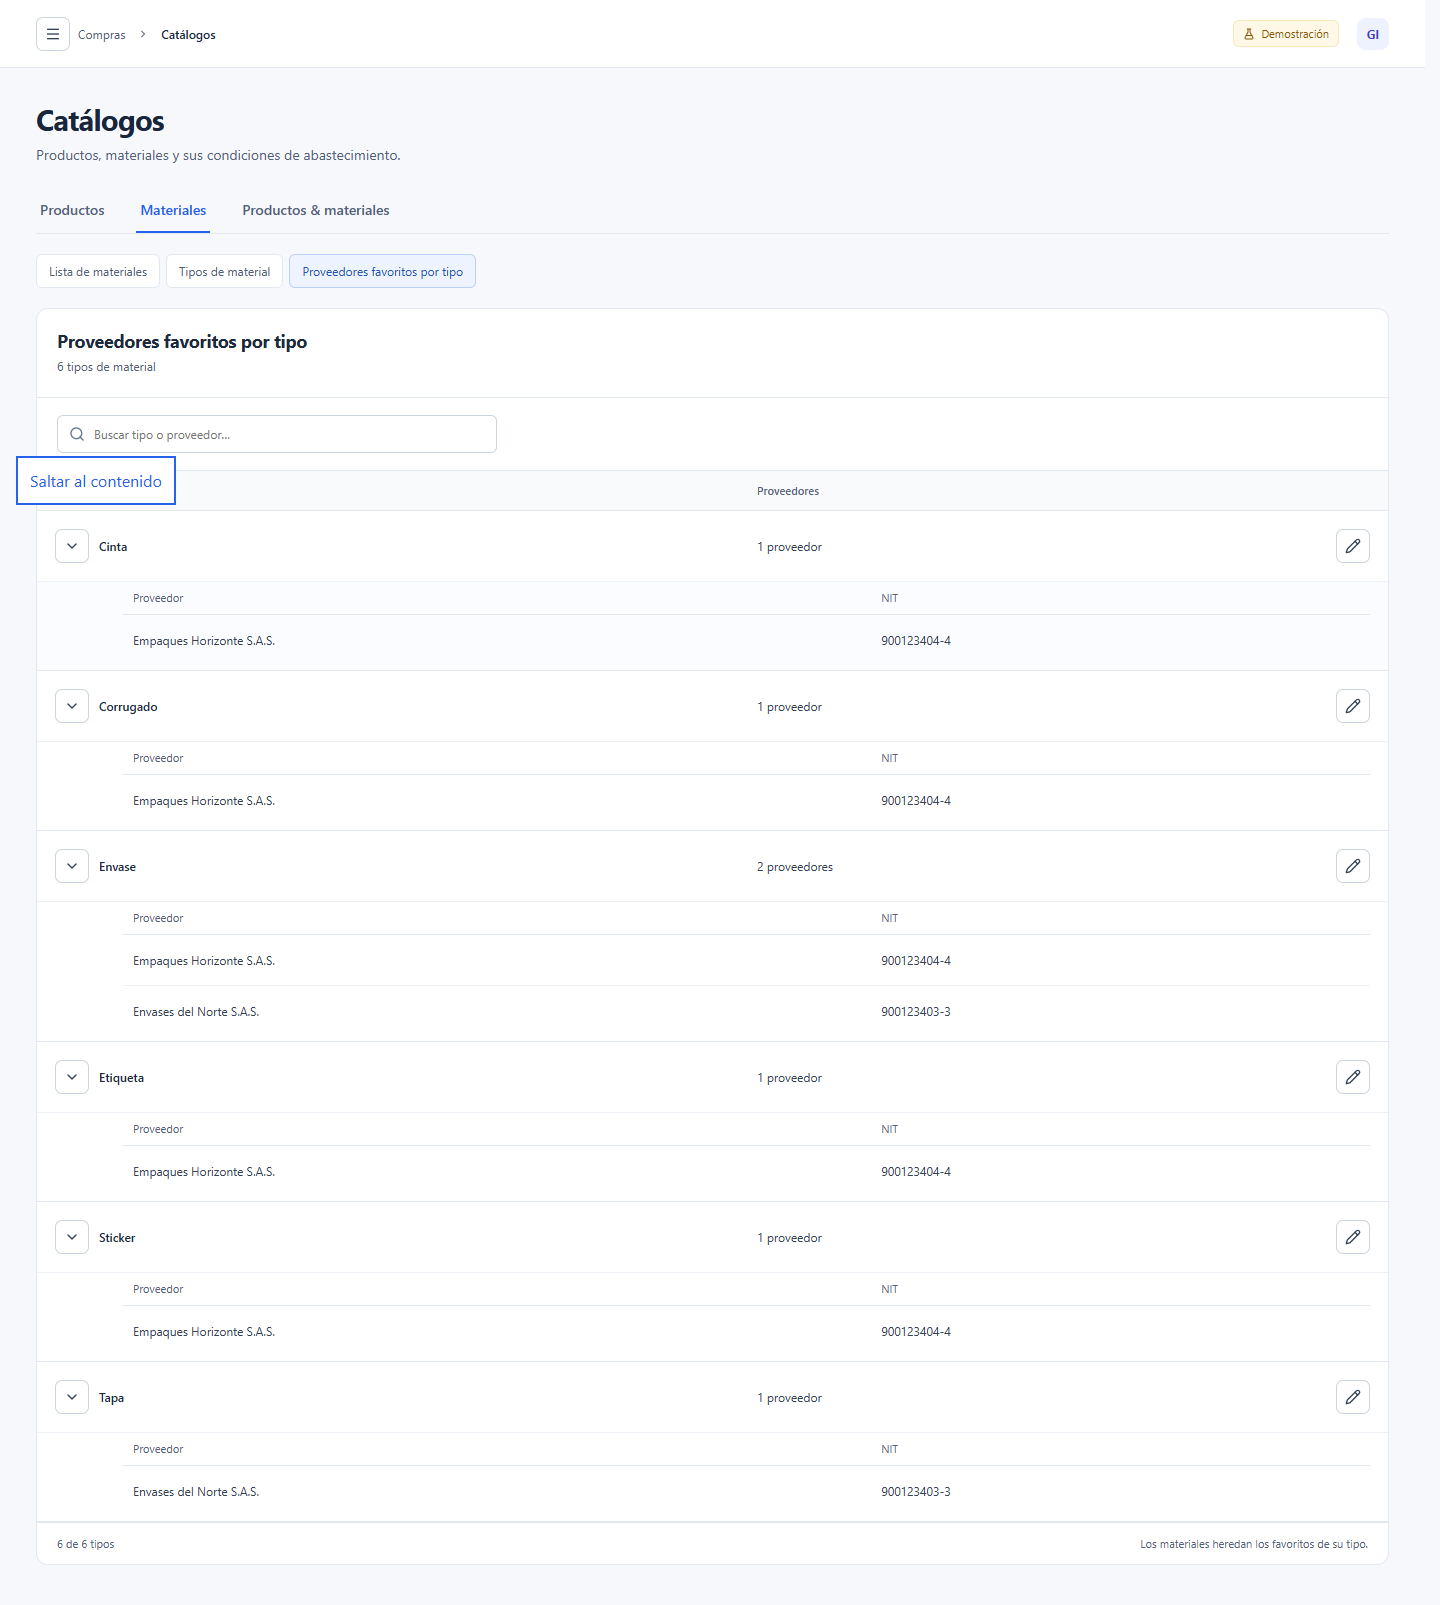 Compras > Catálogos
Demostración
GI
Catálogos
Productos, materiales y sus condiciones de abastecimiento.
Productos Materiales Productos & materiales
Lista de materiales Tipos de material Proveedores favoritos por tipo
Proveedores favoritos por tipo
6 tipos de material
Buscar tipo o proveedor...
Saltar al contenido
Proveedores
Cinta 1 proveedor
Proveedor NIT
Empaques Horizonte S.A.S. 900123404-4
Corrugado 1 proveedor
Proveedor NIT
Empaques Horizonte S.A.S. 900123404-4
Envase 2 proveedores
Proveedor NIT
Empaques Horizonte S.A.S. 900123404-4
Envases del Norte S.A.S. 900123403-3
Etiqueta 1 proveedor
Proveedor NIT
Empaques Horizonte S.A.S. 900123404-4
Sticker 1 proveedor
Proveedor NIT
Empaques Horizonte S.A.S. 900123404-4
Tapa 1 proveedor
Proveedor NIT
Envases del Norte S.A.S. 900123403-3
6 de 6 tipos Los materiales heredan los favoritos de su tipo.